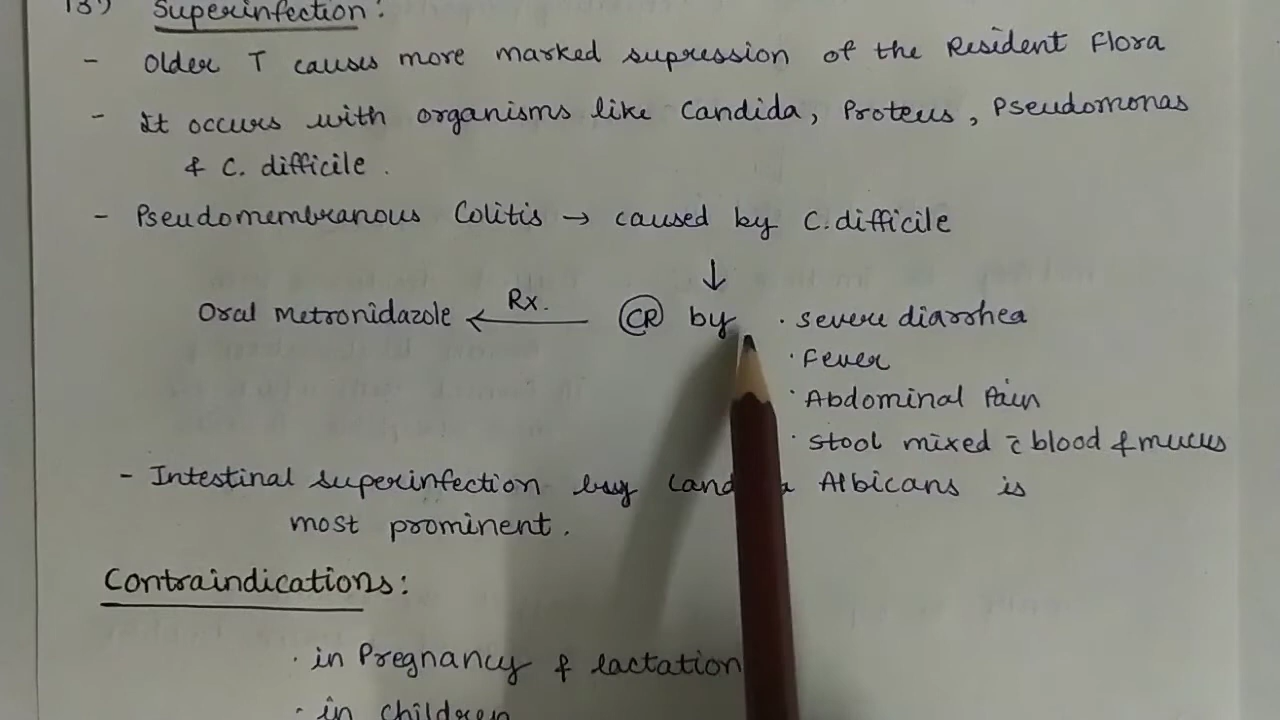 Superinfection:
- Older T causes more marked supression of the Resident Flora
- It occurs with organisms like Candida, Proteus, Pseudomonas
& C. difficile.
- Pseudomembranous Colitis → caused by C. difficile
↓
Oral metronidazole ← Rx. CR by · severe diarrhea
· Fever
· Abdominal Pain
· Stool mixed c̄ blood & mucus
- Intestinal superinfection by Albicans is
most prominent.
Contraindications:
· in Pregnancy & lactation
· in children